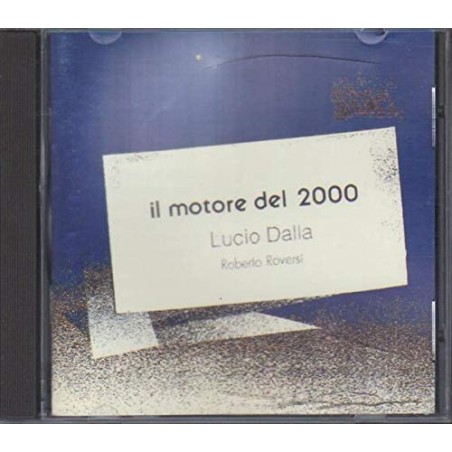 il motore del 2000
Lucio Dalla
Roberto Roversi